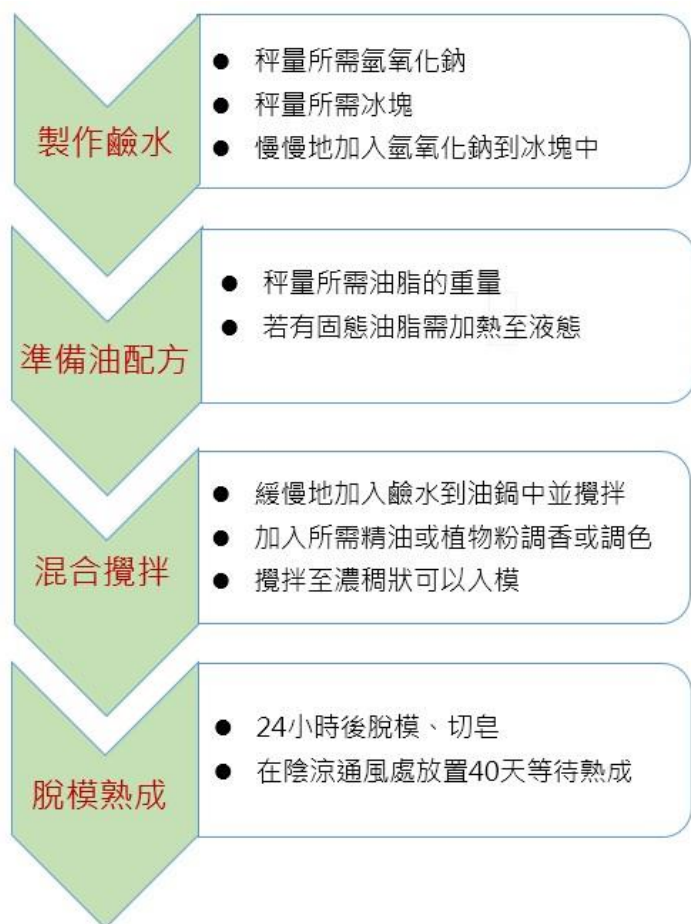 製作鹼水
● 秤量所需氫氧化鈉
● 秤量所需冰塊
● 慢慢地加入氫氧化鈉到冰塊中
準備油配方
● 秤量所需油脂的重量
● 若有固態油脂需加熱至液態
混合攪拌
● 緩慢地加入鹼水到油鍋中並攪拌
● 加入所需精油或植物粉調香或調色
● 攪拌至濃稠狀可以入模
脫模熟成
● 24小時後脫模、切皂
● 在陰涼通風處放置40天等待熟成